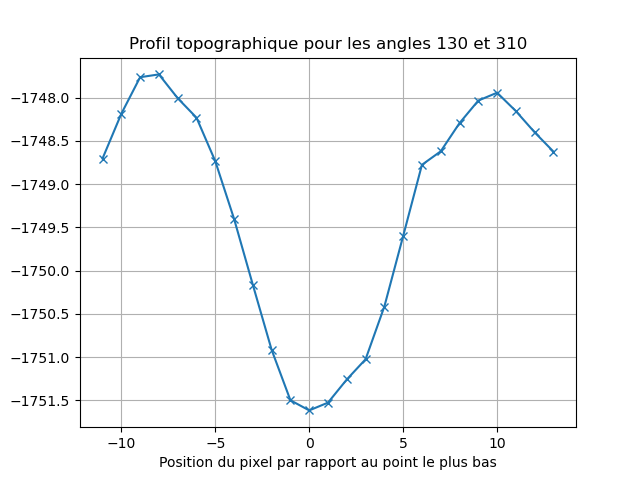 Profil topographique pour les angles 130 et 310
−1748.0
−1748.5
−1749.0
−1749.5
−1750.0
−1750.5
−1751.0
−1751.5
−10 −5 0 5 10
Position du pixel par rapport au point le plus bas